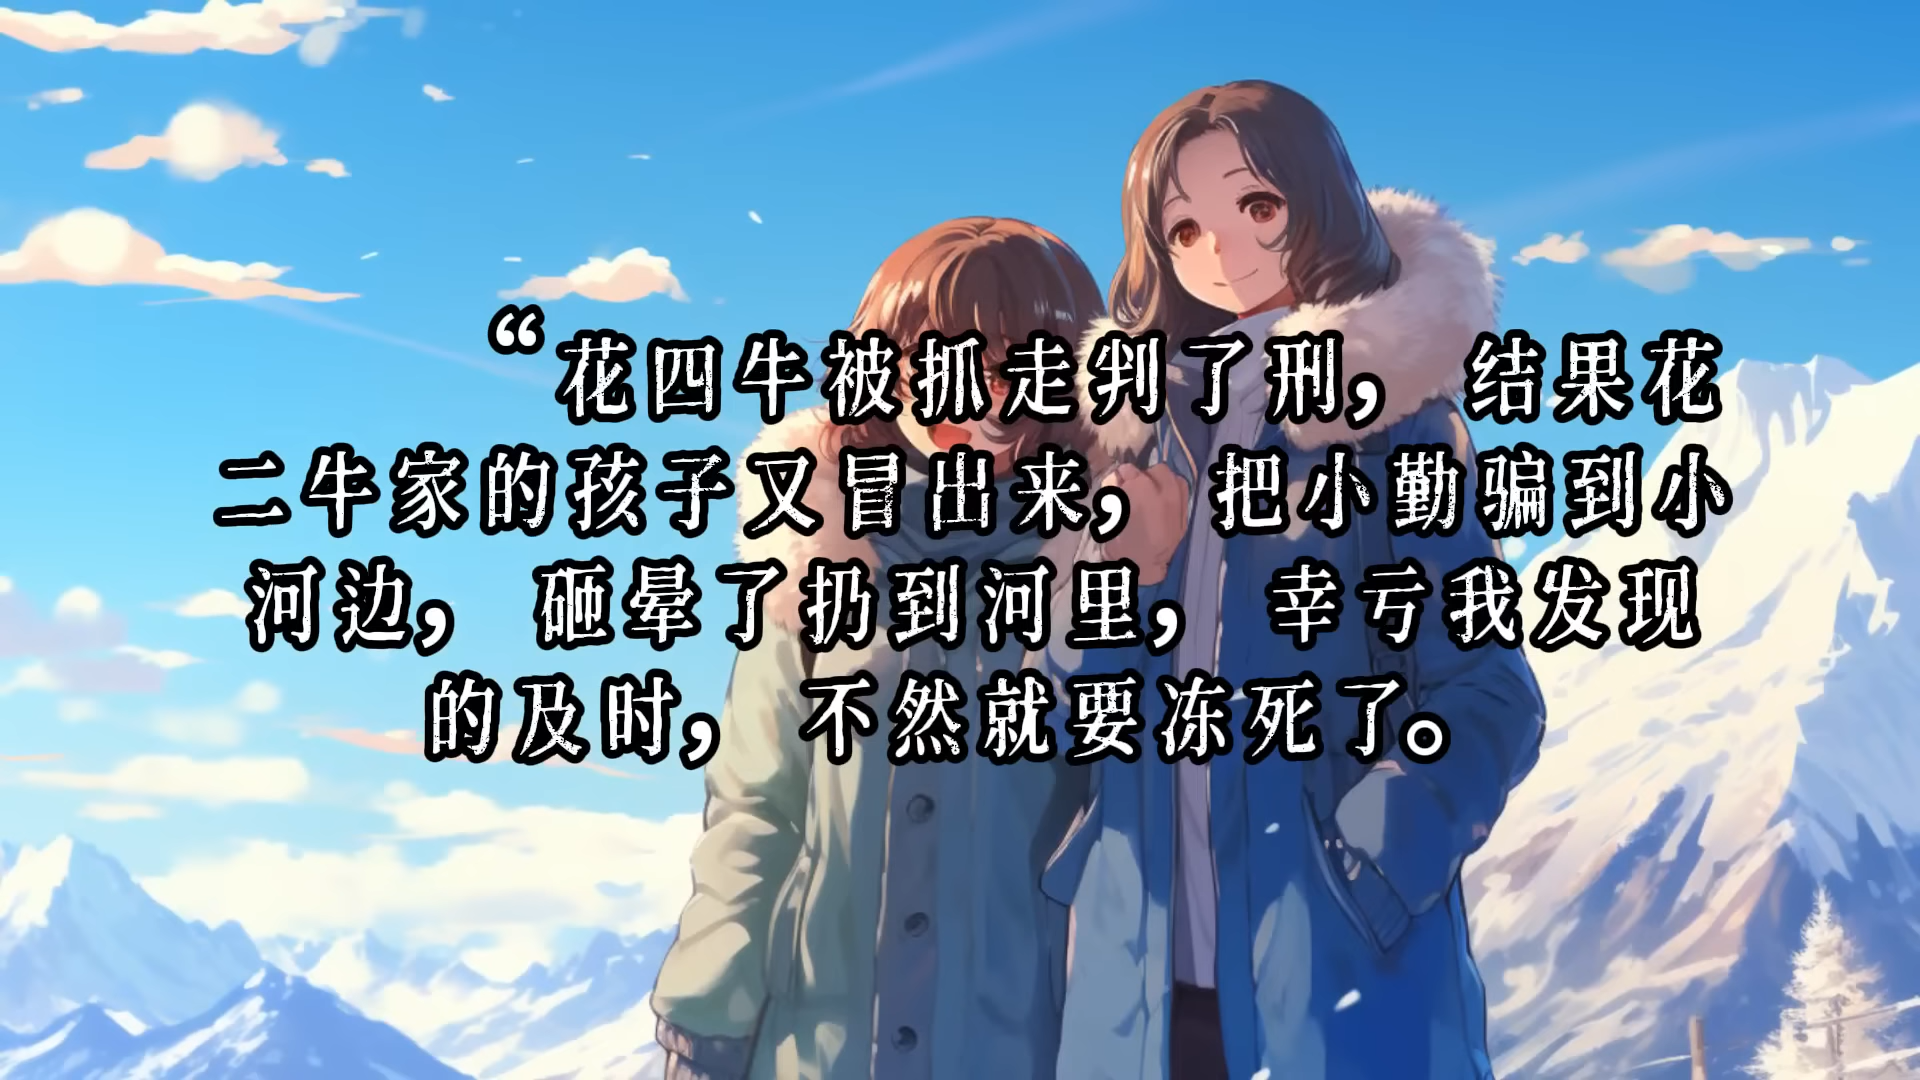 “花四牛被抓走判了刑，结果花
二牛家的孩子又冒出来，把小勤骗到小
河边，砸晕了扔到河里，幸亏我发现
的及时，不然就要冻死了。